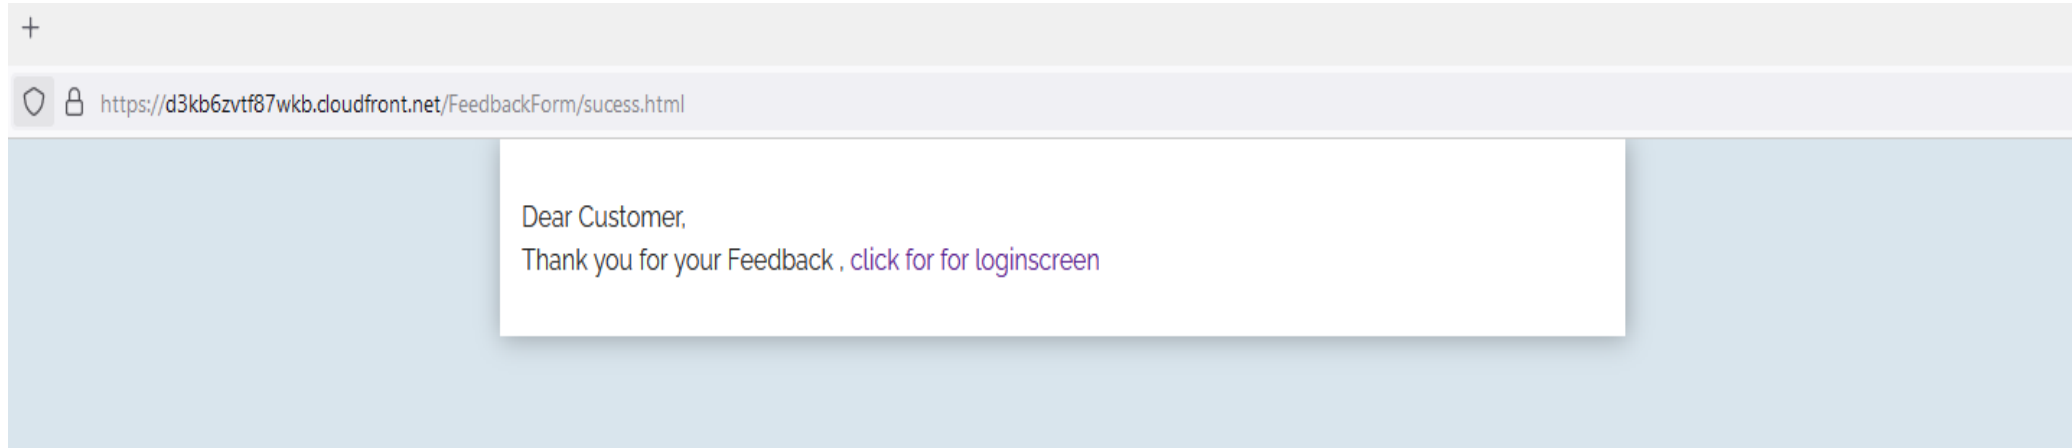 +
https://d3kb6zvtf87wkb.cloudfront.net/FeedbackForm/sucess.html
Dear Customer,
Thank you for your Feedback , click for for loginscreen